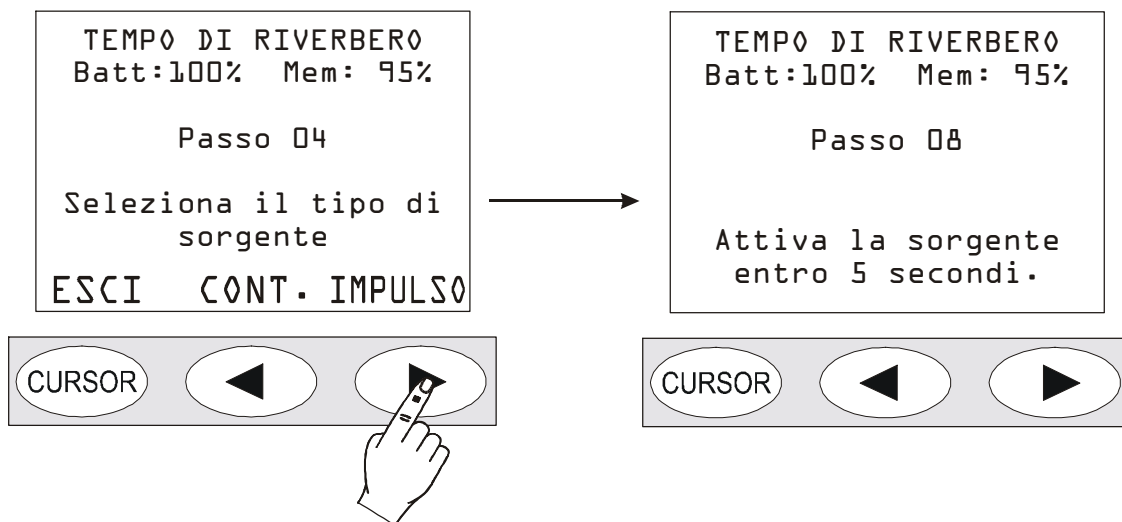 TEMPO DI RIVERBERO
Batt:100% Mem: 95%
Passo 04
Seleziona il tipo di
sorgente
ESCI CONT. IMPULSO
CURSOR
TEMPO DI RIVERBERO
Batt:100% Mem: 95%
Passo 08
Attiva la sorgente
entro 5 secondi.
CURSOR